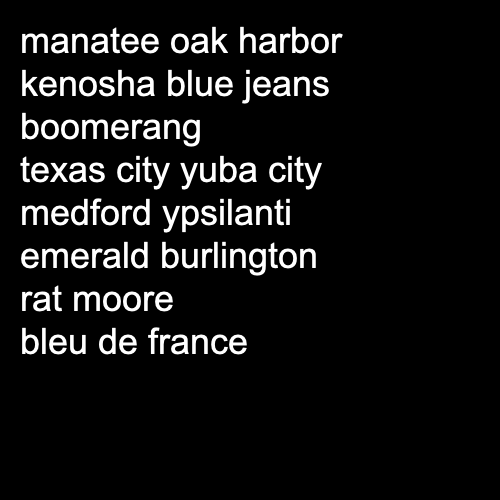 manatee oak harbor
kenosha blue jeans
boomerang
texas city yuba city
medford ypsilanti
emerald burlington
rat moore
bleu de france